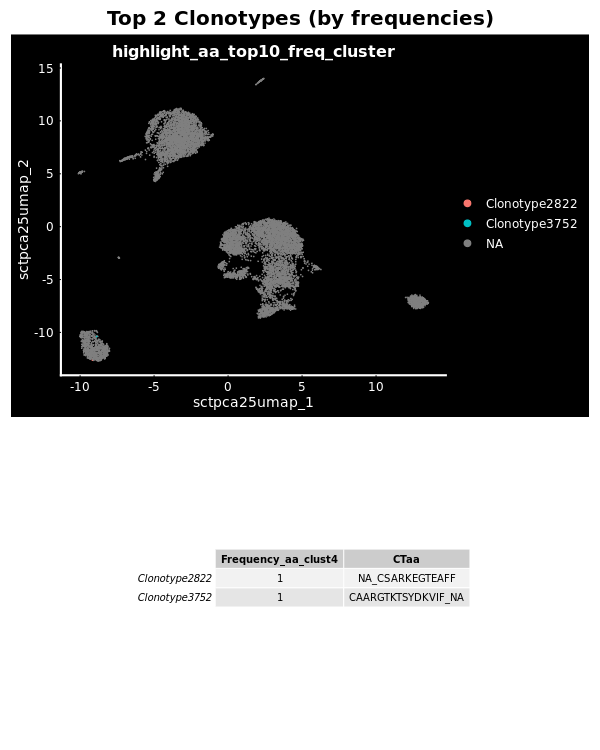 Top 2 Clonotypes (by frequencies)
highlight_aa_top10_freq_cluster
15
10
5
0
-5
-10
sctpca25umap_2
-10
-5
0
5
10
sctpca25umap_1
Clonotype2822
Clonotype3752
NA
Frequency_aa_clust4 CTaa
Clonotype2822 1 NA_CSARKEGTEAFF
Clonotype3752 1 CAARGTKTSYDKVIF_NA